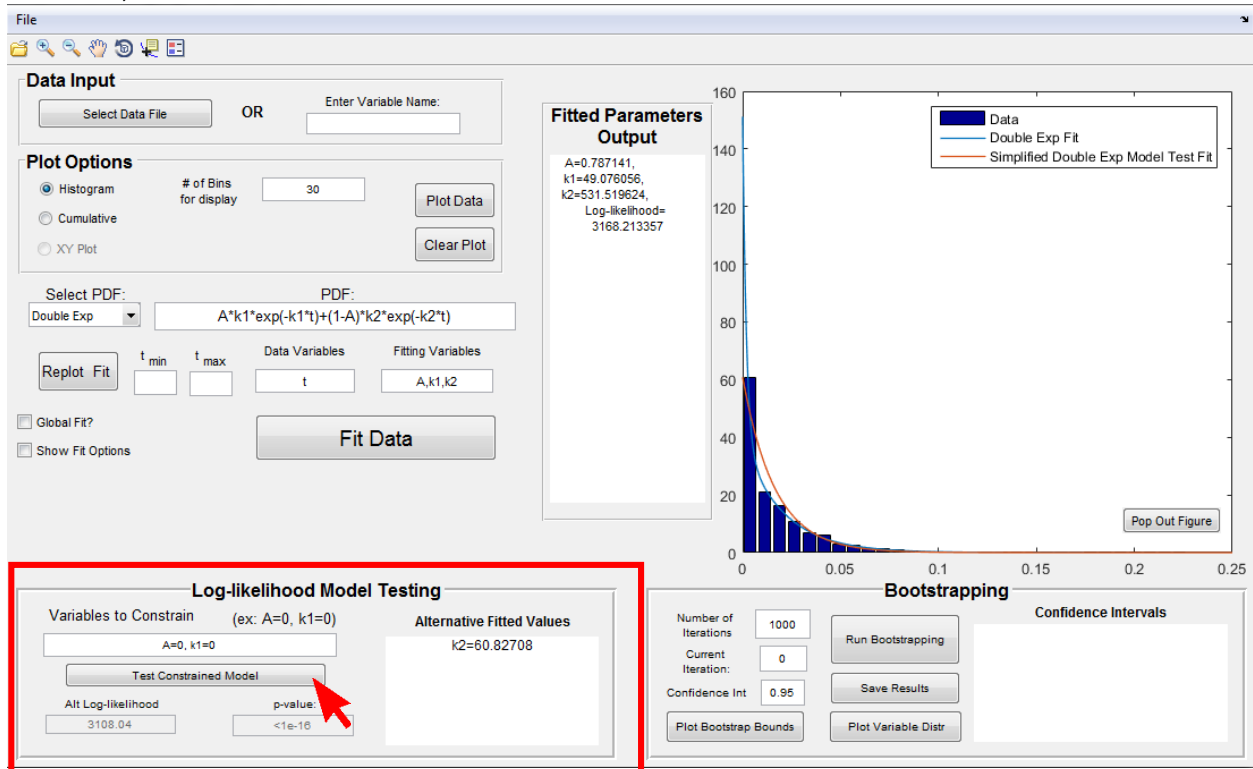 File
Data Input
Select Data File
OR
Enter Variable Name:
Plot Options
Histogram
# of Bins
for display
30
Plot Data
Cumulative
XY Plot
Clear Plot
Select PDF:
PDF:
Double Exp
A*k1*exp(-k1*t)+(1-A)*k2*exp(-k2*t)
Replot Fit
t min
t max
Data Variables
Fitting Variables
t
A,k1,k2
Global Fit?
Show Fit Options
Fit Data
Fitted Parameters
Output
A=0.787141,
k1=49.076056,
k2=531.519624,
Log-likelihood=
3168.213357
160
140
120
100
80
60
40
20
0
0 0.05 0.1 0.15 0.2 0.25
Data
Double Exp Fit
Simplified Double Exp Model Test Fit
Pop Out Figure
Log-likelihood Model Testing
Variables to Constrain (ex: A=0, k1=0)
A=0, k1=0
Test Constrained Model
Alt Log-likelihood
p-value:
3108.04
<1e-16
Alternative Fitted Values
k2=60.82708
Bootstrapping
Number of
Iterations
1000
Run Bootstrapping
Current
Iteration:
0
Confidence Int
0.95
Save Results
Plot Bootstrap Bounds
Plot Variable Distr
Confidence Intervals